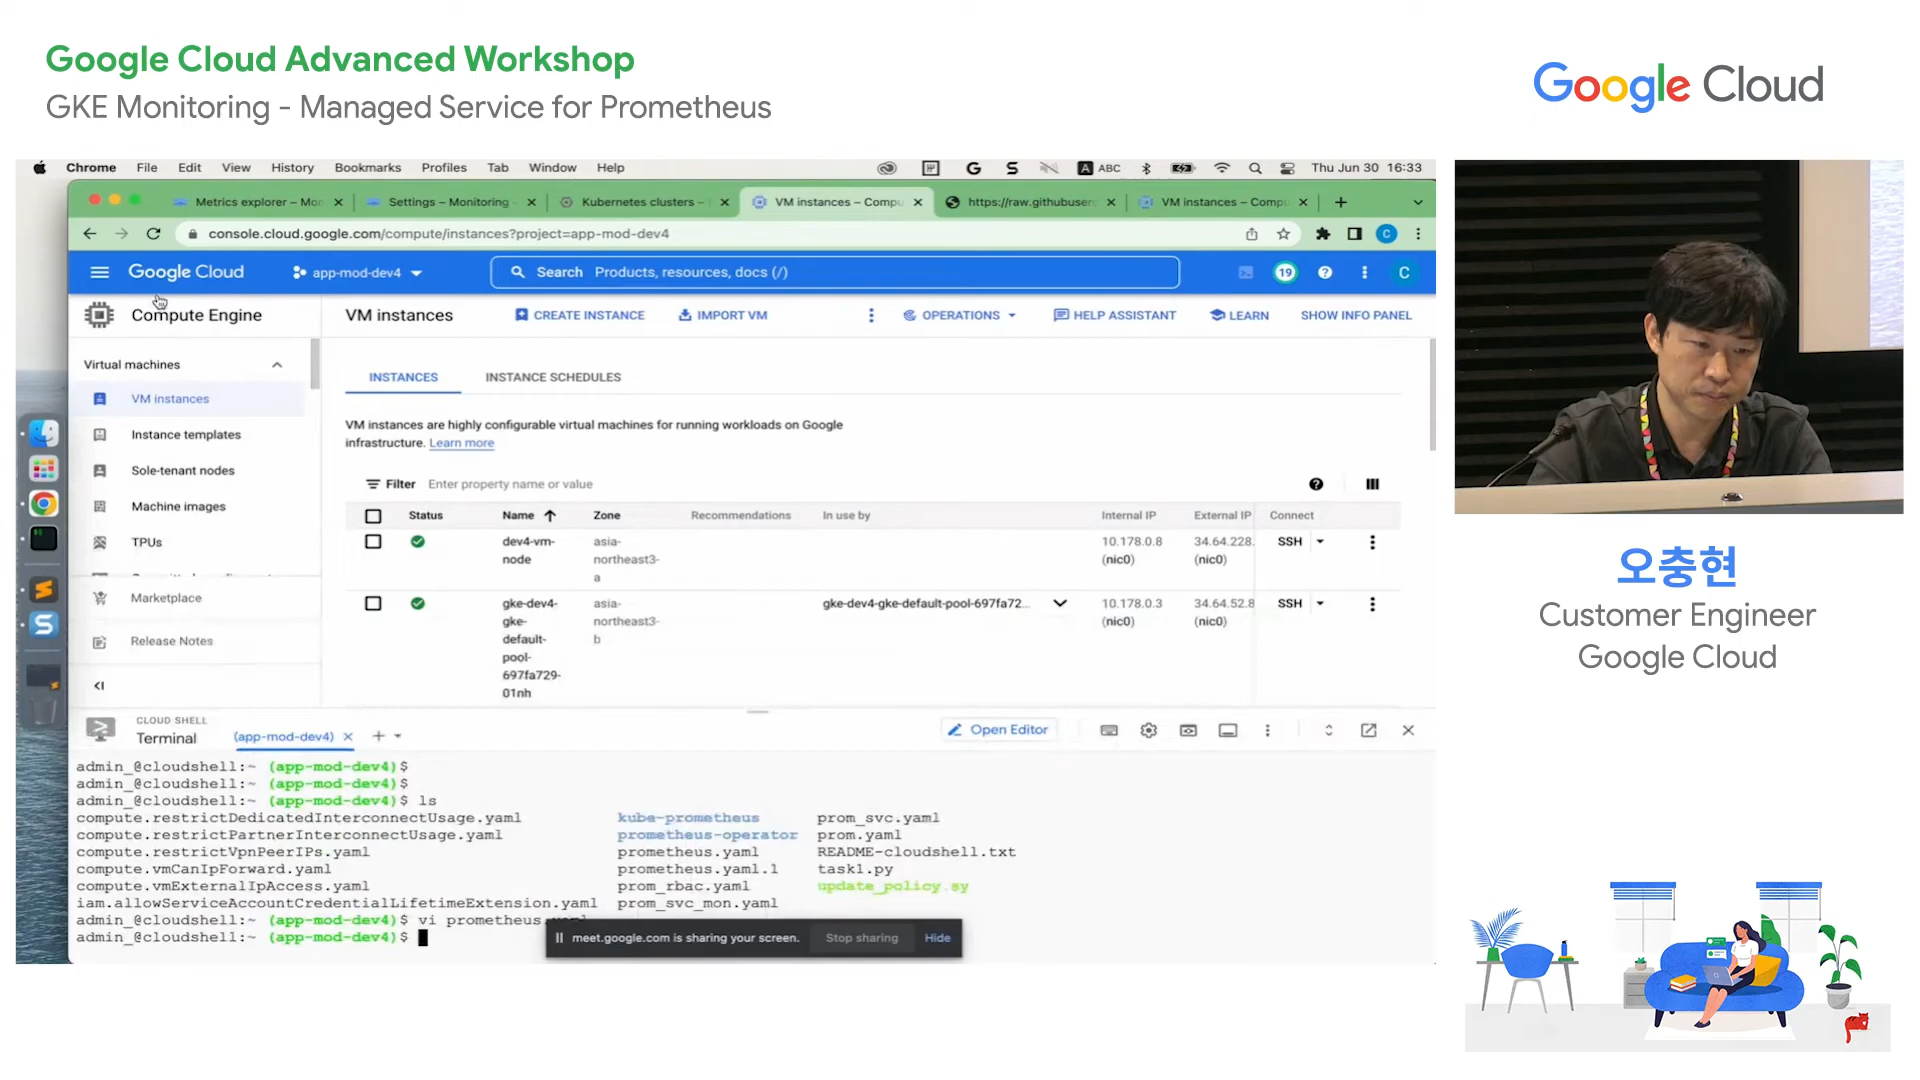 Google Cloud Advanced Workshop
GKE Monitoring - Managed Service for Prometheus
Google Cloud
Chrome File Edit View History Bookmarks Profiles Tab Window Help
ABC Thu Jun 30 16:33
Metrics explorer – Mon
Settings – Monitoring
Kubernetes clusters –
VM instances – Compu
https://raw.githubuser
VM instances – Compu
console.cloud.google.com/compute/instances?project=app-mod-dev4
C
Google Cloud
app-mod-dev4
Search Products, resources, docs (/)
19
C
Compute Engine
VM instances
CREATE INSTANCE
IMPORT VM
OPERATIONS
HELP ASSISTANT
LEARN
SHOW INFO PANEL
Virtual machines
VM instances
Instance templates
Sole-tenant nodes
Machine images
TPUs
Marketplace
Release Notes
INSTANCES
INSTANCE SCHEDULES
VM instances are highly configurable virtual machines for running workloads on Google
infrastructure. Learn more
Filter Enter property name or value
Status Name Zone Recommendations In use by Internal IP External IP Connect
dev4-vm- asia- 10.178.0.8 34.64.228. SSH
node northeast3- (nic0) (nic0)
a
gke-dev4- asia- gke-dev4-gke-default-pool-697fa72... 10.178.0.3 34.64.52.8 SSH
gke- northeast3- (nic0) (nic0)
default- b
pool-
697fa729-
01nh
CLOUD SHELL
Terminal
(app-mod-dev4)
Open Editor
admin_@cloudshell:~ (app-mod-dev4)$
admin_@cloudshell:~ (app-mod-dev4)$
admin_@cloudshell:~ (app-mod-dev4)$ ls
compute.restrictDedicatedInterconnectUsage.yaml kube-prometheus prom_svc.yaml
compute.restrictPartnerInterconnectUsage.yaml prometheus-operator prom.yaml
compute.restrictVpnPeerIPs.yaml prometheus.yaml README-cloudshell.txt
compute.vmCanIpForward.yaml prometheus.yaml.1 task1.py
compute.vmExternalIpAccess.yaml prom_rbac.yaml update_policy.sy
iam.allowServiceAccountCredentialLifetimeExtension.yaml prom_svc_mon.yaml
admin_@cloudshell:~ (app-mod-dev4)$ vi prometheus.
admin_@cloudshell:~ (app-mod-dev4)$
meet.google.com is sharing your screen.
Stop sharing
Hide
오충현
Customer Engineer
Google Cloud